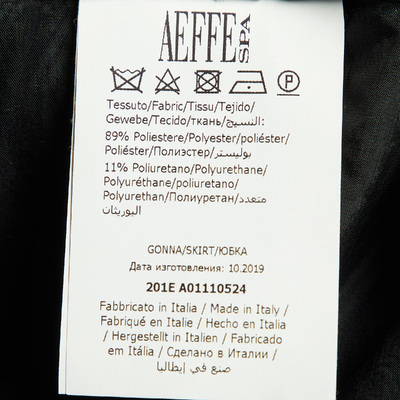 AEFFE SPA
P
Tessuto/Fabric/Tissu/Tejido/
Gewebe/Tecido/ткань/النسيج:
89% Poliestere/Polyester/poliéster/
Poliéster/Полиэстер/بوليستر
11% Poliuretano/Polyurethane/
Polyuréthane/poliuretano/
Polyurethan/Полиуретан/متعدد
اليوريثان
GONNA/SKIRT/ЮБКА
Дата изготовления: 10.2019
201E A01110524
Fabbricato in Italia / Made in Italy /
Fabriqué en Italie / Hecho en Italia
/ Hergestellt in Italien / Fabricado
em Itália / Сделано в Италии /
صنع في إيطاليا